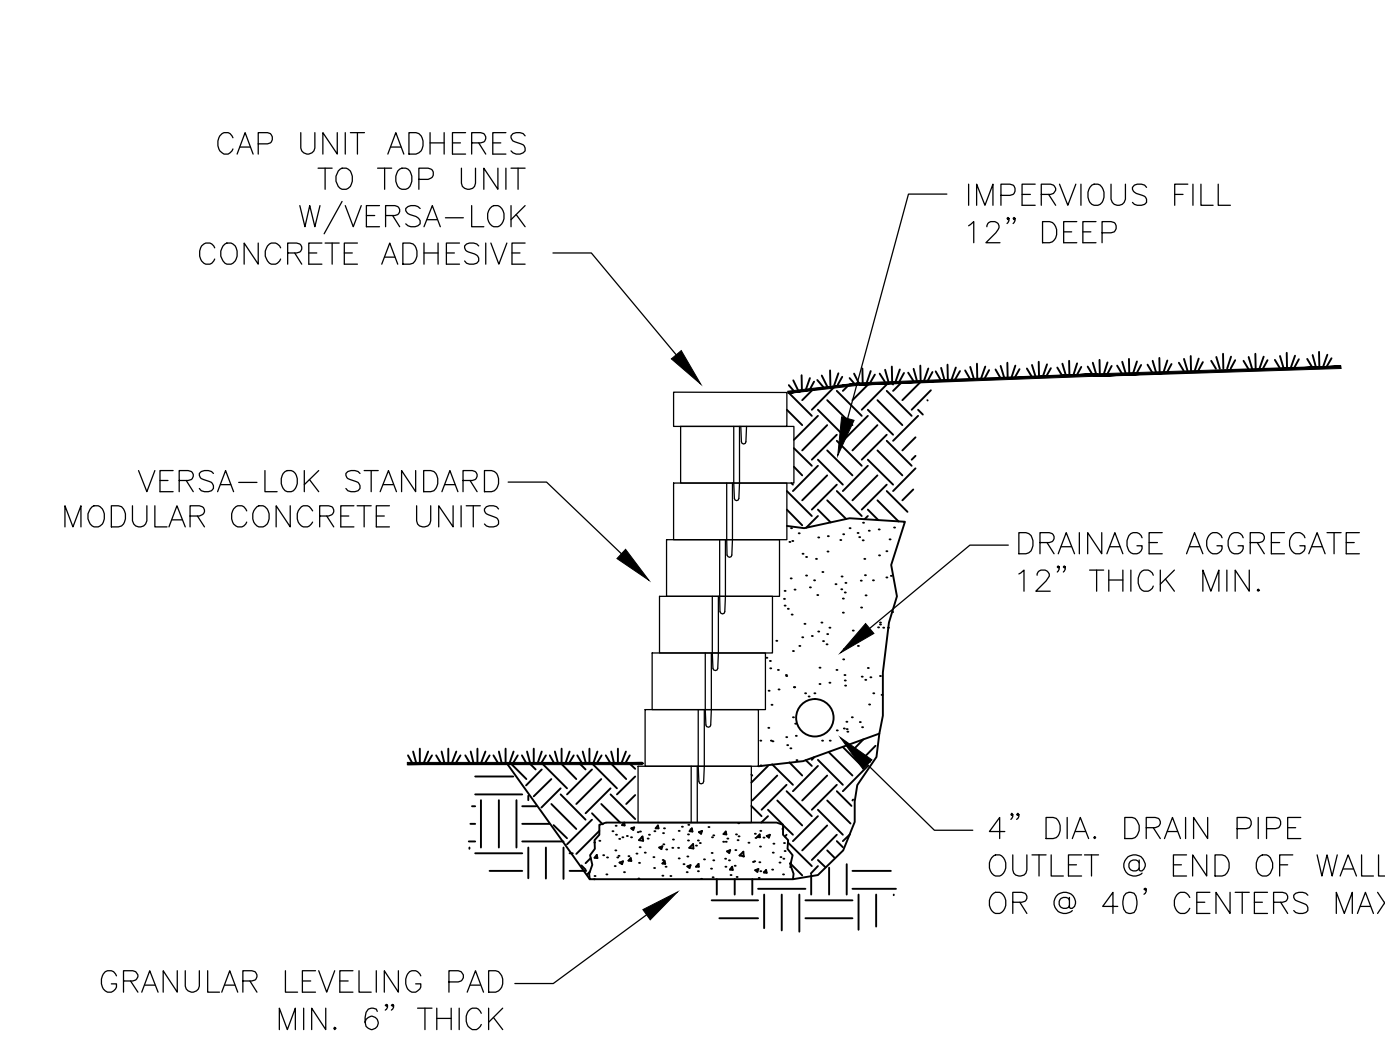 CAP UNIT ADHERES
TO TOP UNIT
W/VERSA-LOK
CONCRETE ADHESIVE
IMPERVIOUS FILL
12” DEEP
VERSA-LOK STANDARD
MODULAR CONCRETE UNITS
DRAINAGE AGGREGATE
12” THICK MIN.
4” DIA. DRAIN PIPE
OUTLET @ END OF WALL
OR @ 40’ CENTERS MAX
GRANULAR LEVELING PAD
MIN. 6” THICK